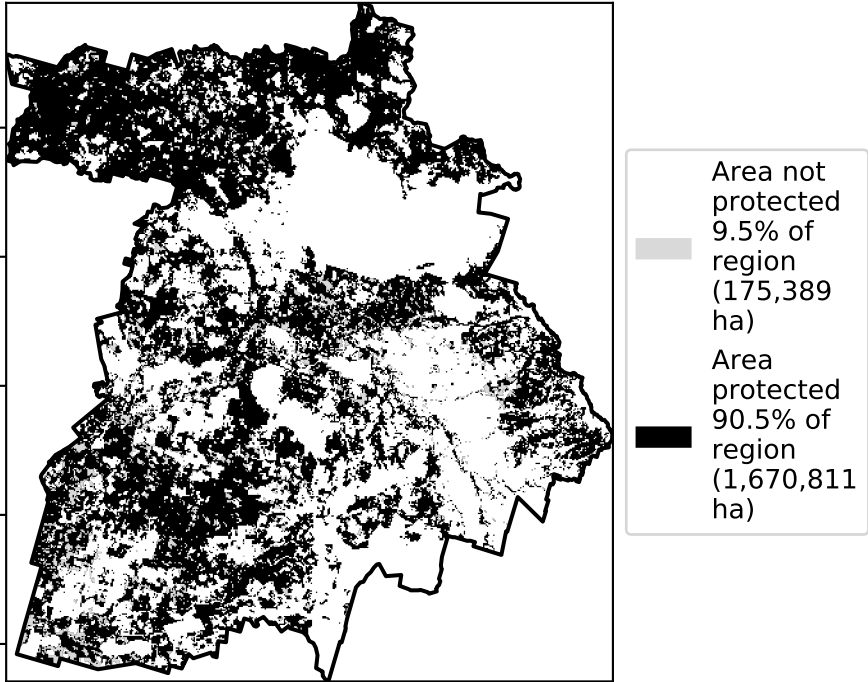 Area not
protected
9.5% of
region
(175,389
ha)
Area
protected
90.5% of
region
(1,670,811
ha)